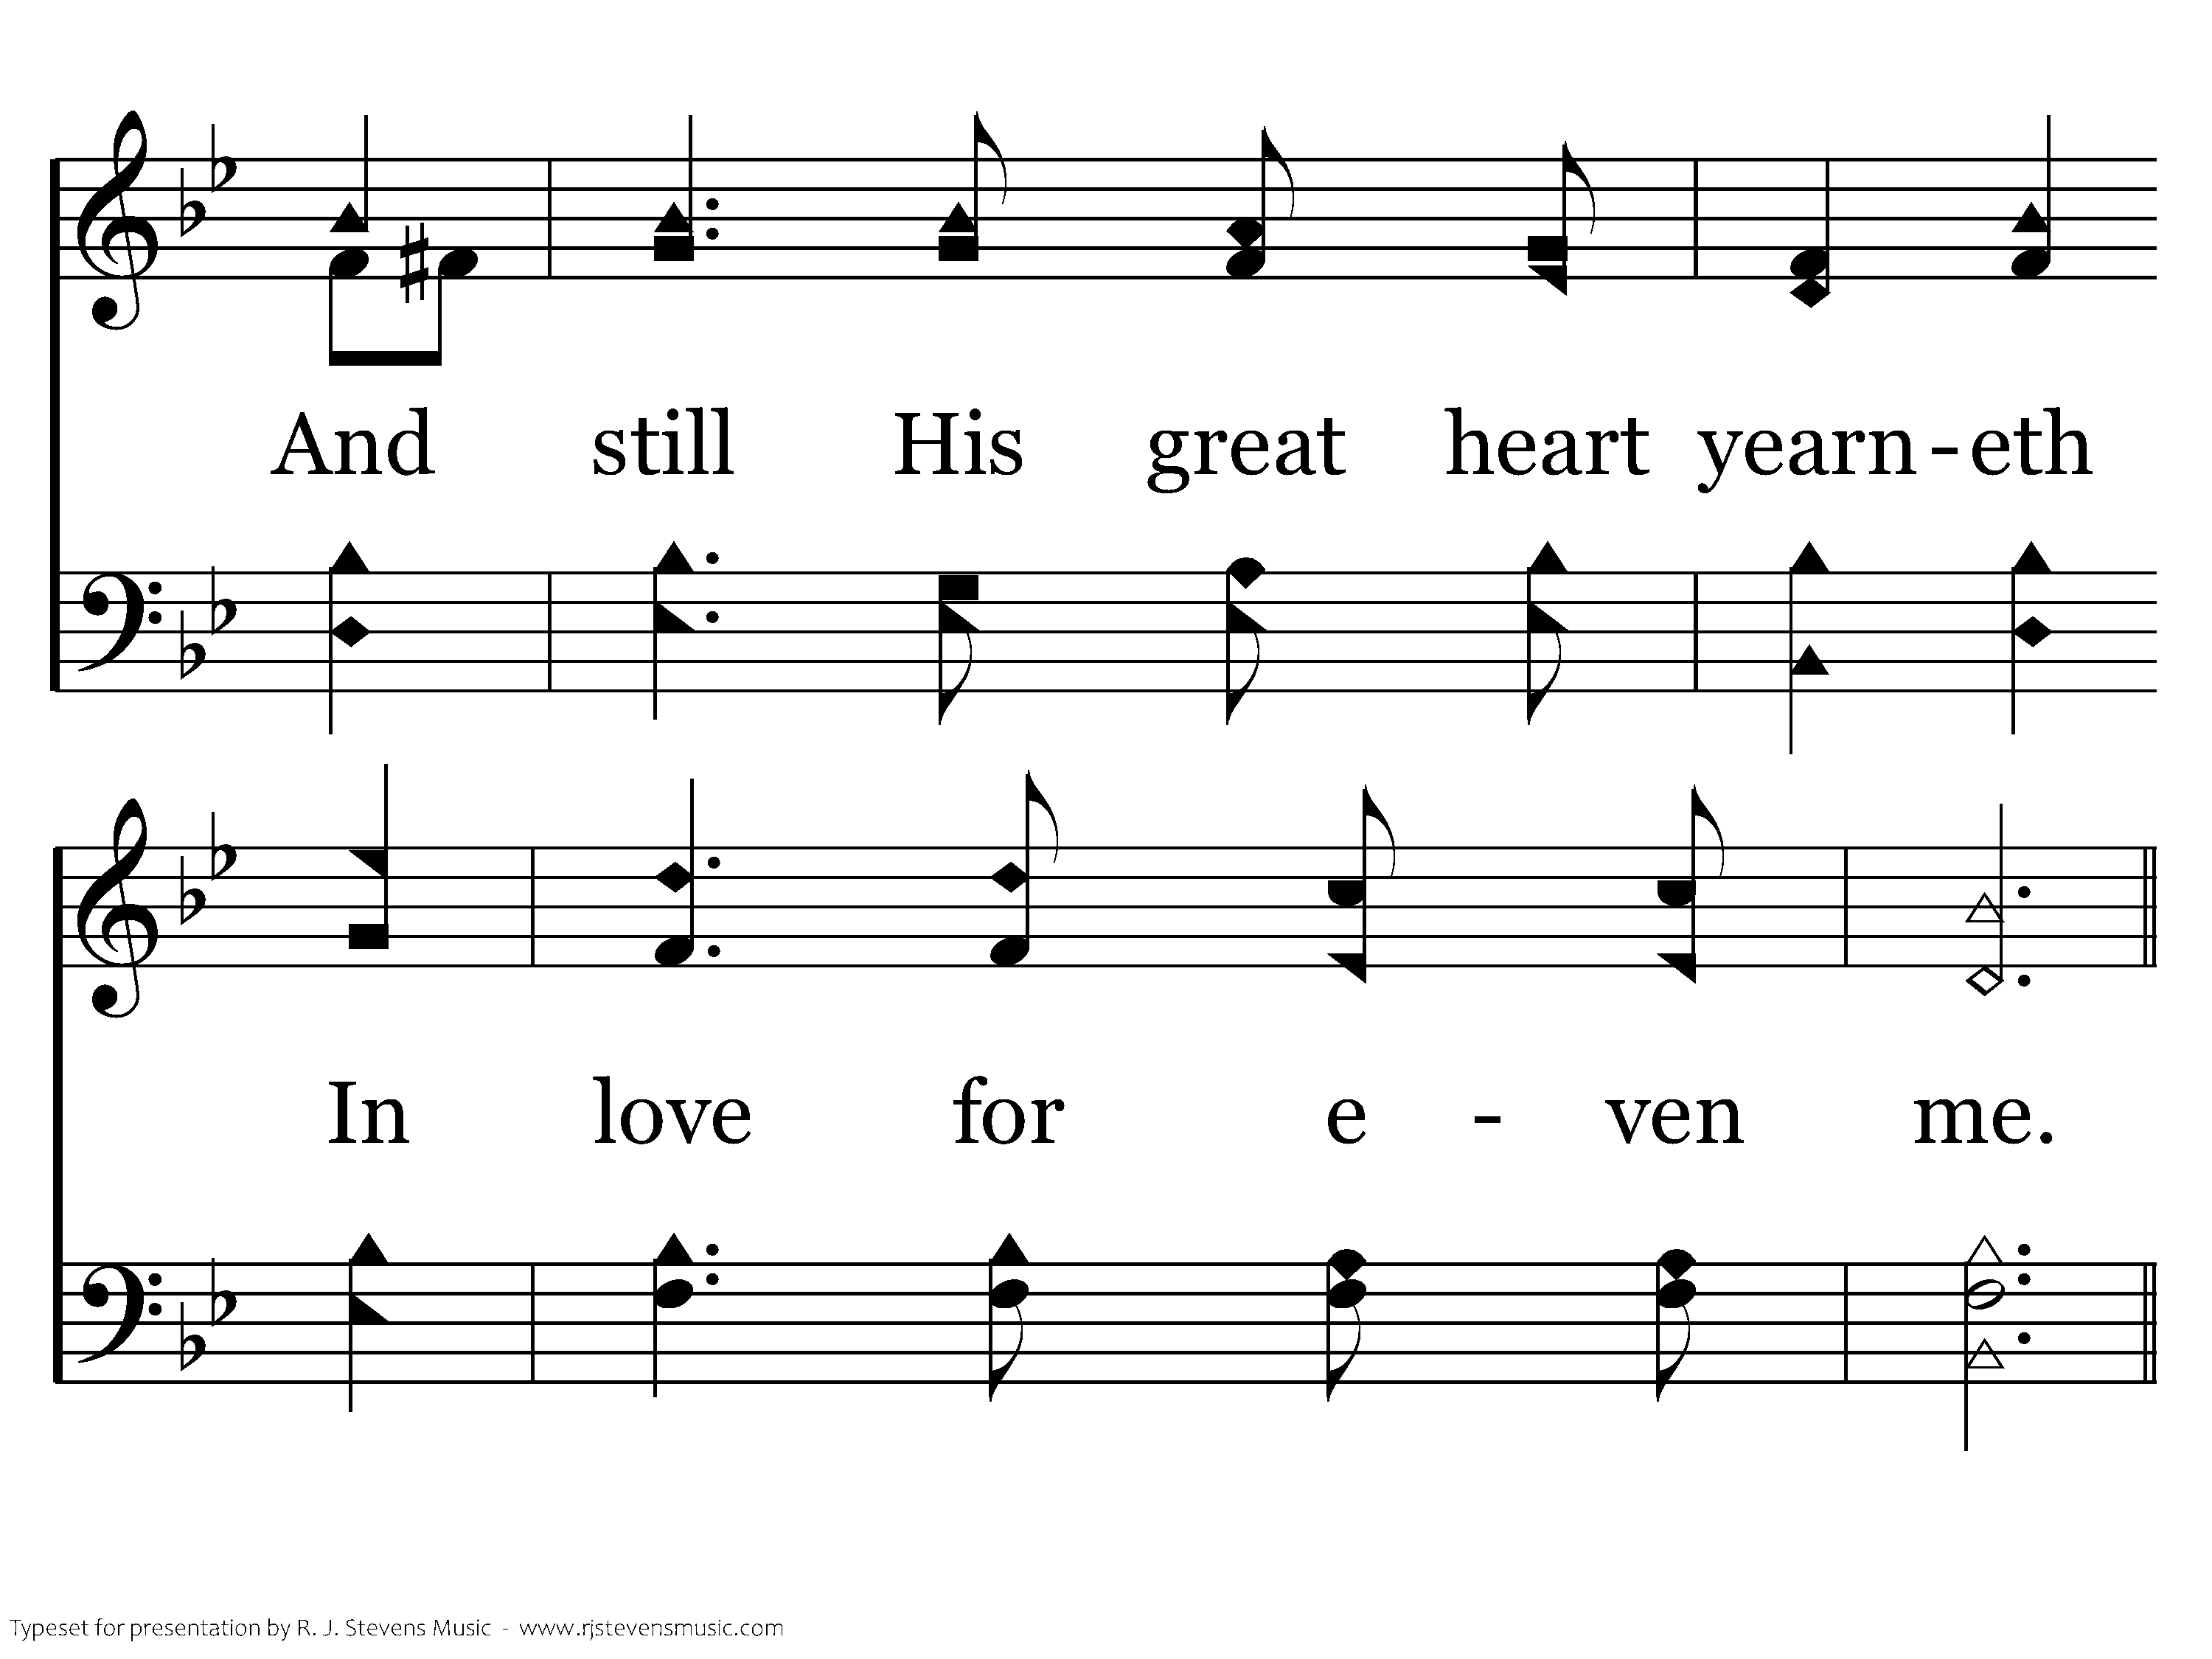 And still His great heart yearn-eth
In love for e - ven me.
Typeset for presentation by R. J. Stevens Music - www.rjstevensmusic.com